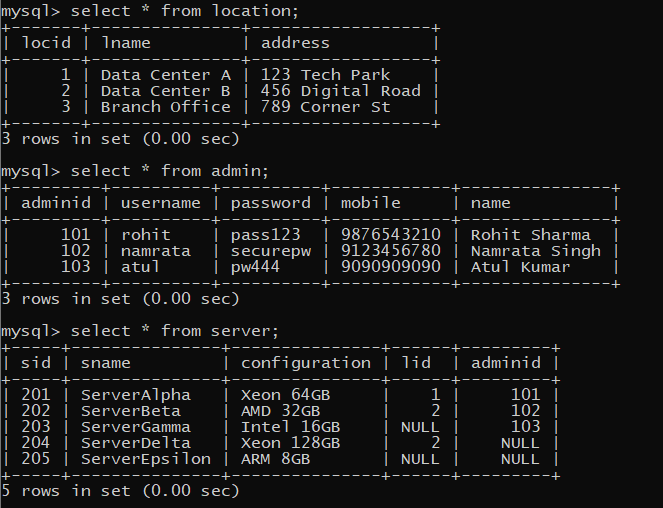 mysql> select * from location;
+-------+---------------+------------------+
| locid | lname         | address          |
+-------+---------------+------------------+
|     1 | Data Center A | 123 Tech Park    |
|     2 | Data Center B | 456 Digital Road |
|     3 | Branch Office | 789 Corner St    |
+-------+---------------+------------------+
3 rows in set (0.00 sec)
mysql> select * from admin;
+---------+----------+----------+------------+---------------+
| adminid | username | password | mobile     | name          |
+---------+----------+----------+------------+---------------+
|     101 | rohit    | pass123  | 9876543210 | Rohit Sharma  |
|     102 | namrata  | securepw | 9123456780 | Namrata Singh |
|     103 | atul     | pw444    | 9090909090 | Atul Kumar    |
+---------+----------+----------+------------+---------------+
3 rows in set (0.00 sec)
mysql> select * from server;
+-----+---------------+---------------+------+---------+
| sid | sname         | configuration | lid  | adminid |
+-----+---------------+---------------+------+---------+
| 201 | ServerAlpha   | Xeon 64GB     |    1 |     101 |
| 202 | ServerBeta    | AMD 32GB      |    2 |     102 |
| 203 | ServerGamma   | Intel 16GB    | NULL |     103 |
| 204 | ServerDelta   | Xeon 128GB    |    2 |    NULL |
| 205 | ServerEpsilon | ARM 8GB       | NULL |    NULL |
+-----+---------------+---------------+------+---------+
5 rows in set (0.00 sec)